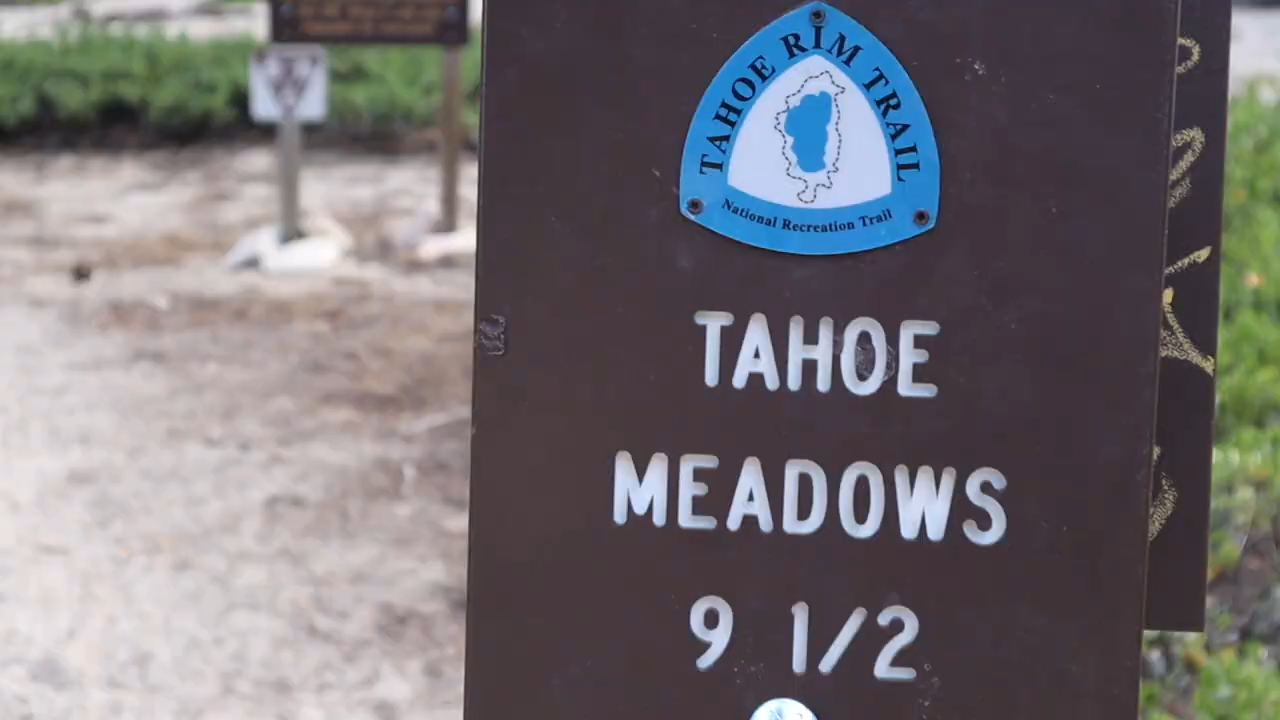 TAHOE RIM TRAIL
National Recreation Trail
TAHOE
MEADOWS
9 1/2